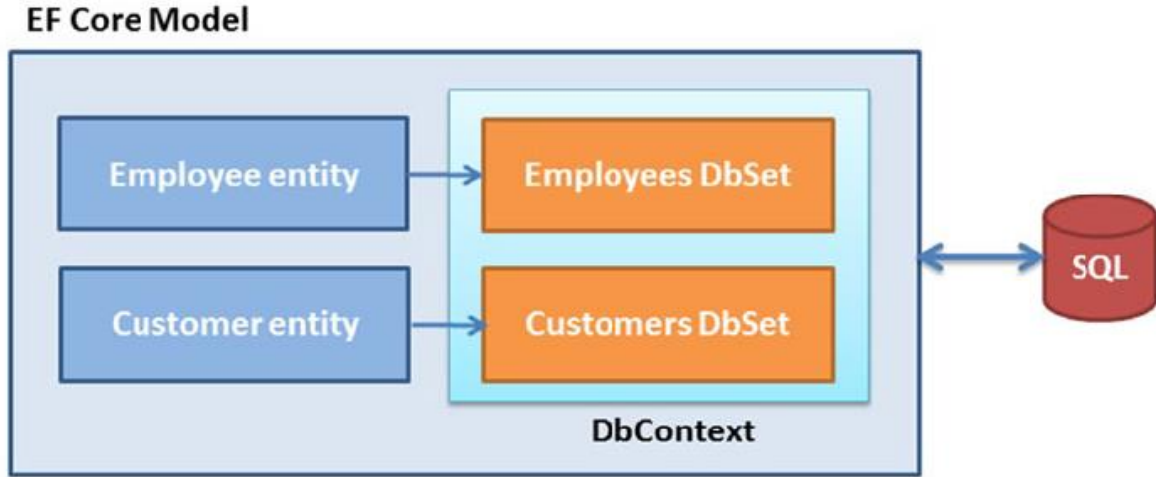 EF Core Model
Employee entity
Employees DbSet
Customer entity
Customers DbSet
DbContext
SQL